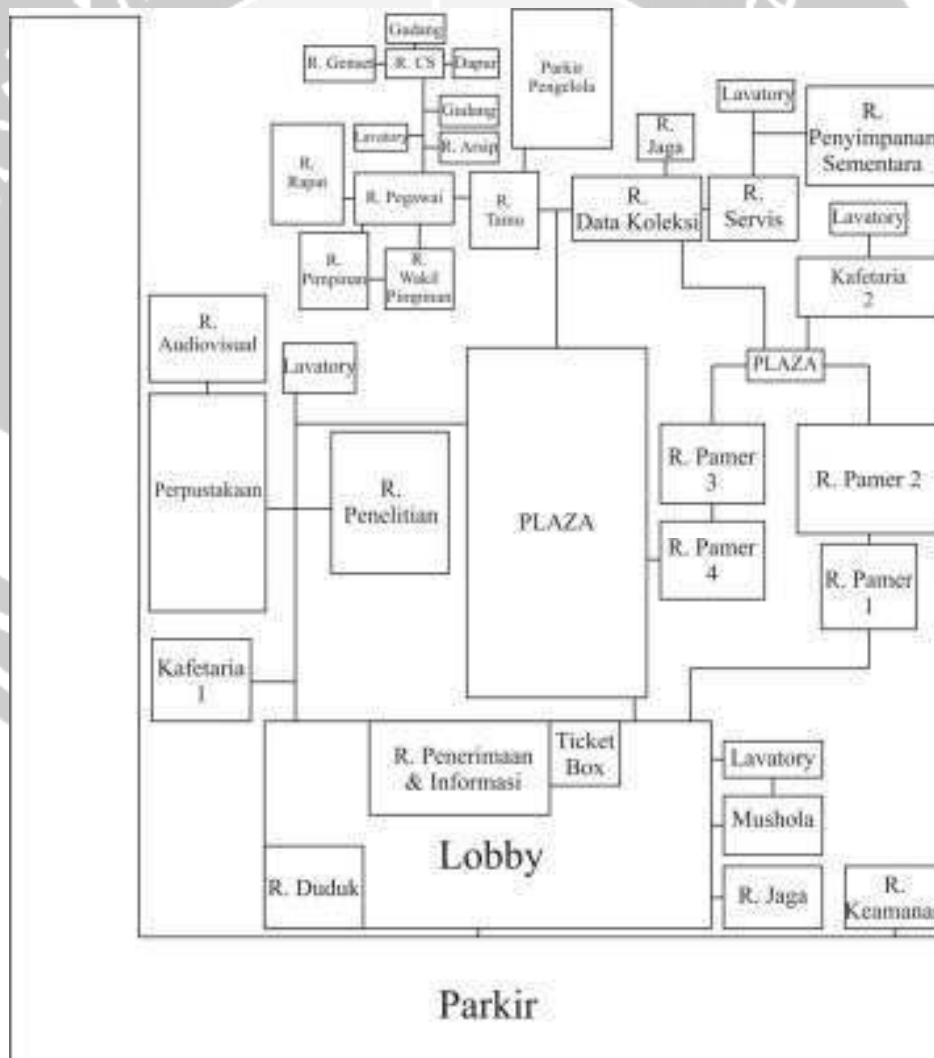 Gudang
R. Genset
R. CS
Dapur
Parkir
Pengelola
Gudang
Lavatory
R. Arsip
Lavatory
R.
Penyimpanan
Sementara
R.
Jaga
R.
Rapat
R. Pegawai
R.
Tamu
R.
Data Koleksi
R.
Servis
Lavatory
R.
Pimpinan
R.
Wakil
Pimpinan
Kafetaria
2
R.
Audiovisual
Lavatory
PLAZA
Perpustakaan
R.
Penelitian
PLAZA
R. Pamer
3
R. Pamer 2
R. Pamer
4
R. Pamer
1
Kafetaria
1
R. Penerimaan
& Informasi
Ticket
Box
Lavatory
Mushola
Lobby
R. Duduk
R. Jaga
R.
Keamanan
Parkir